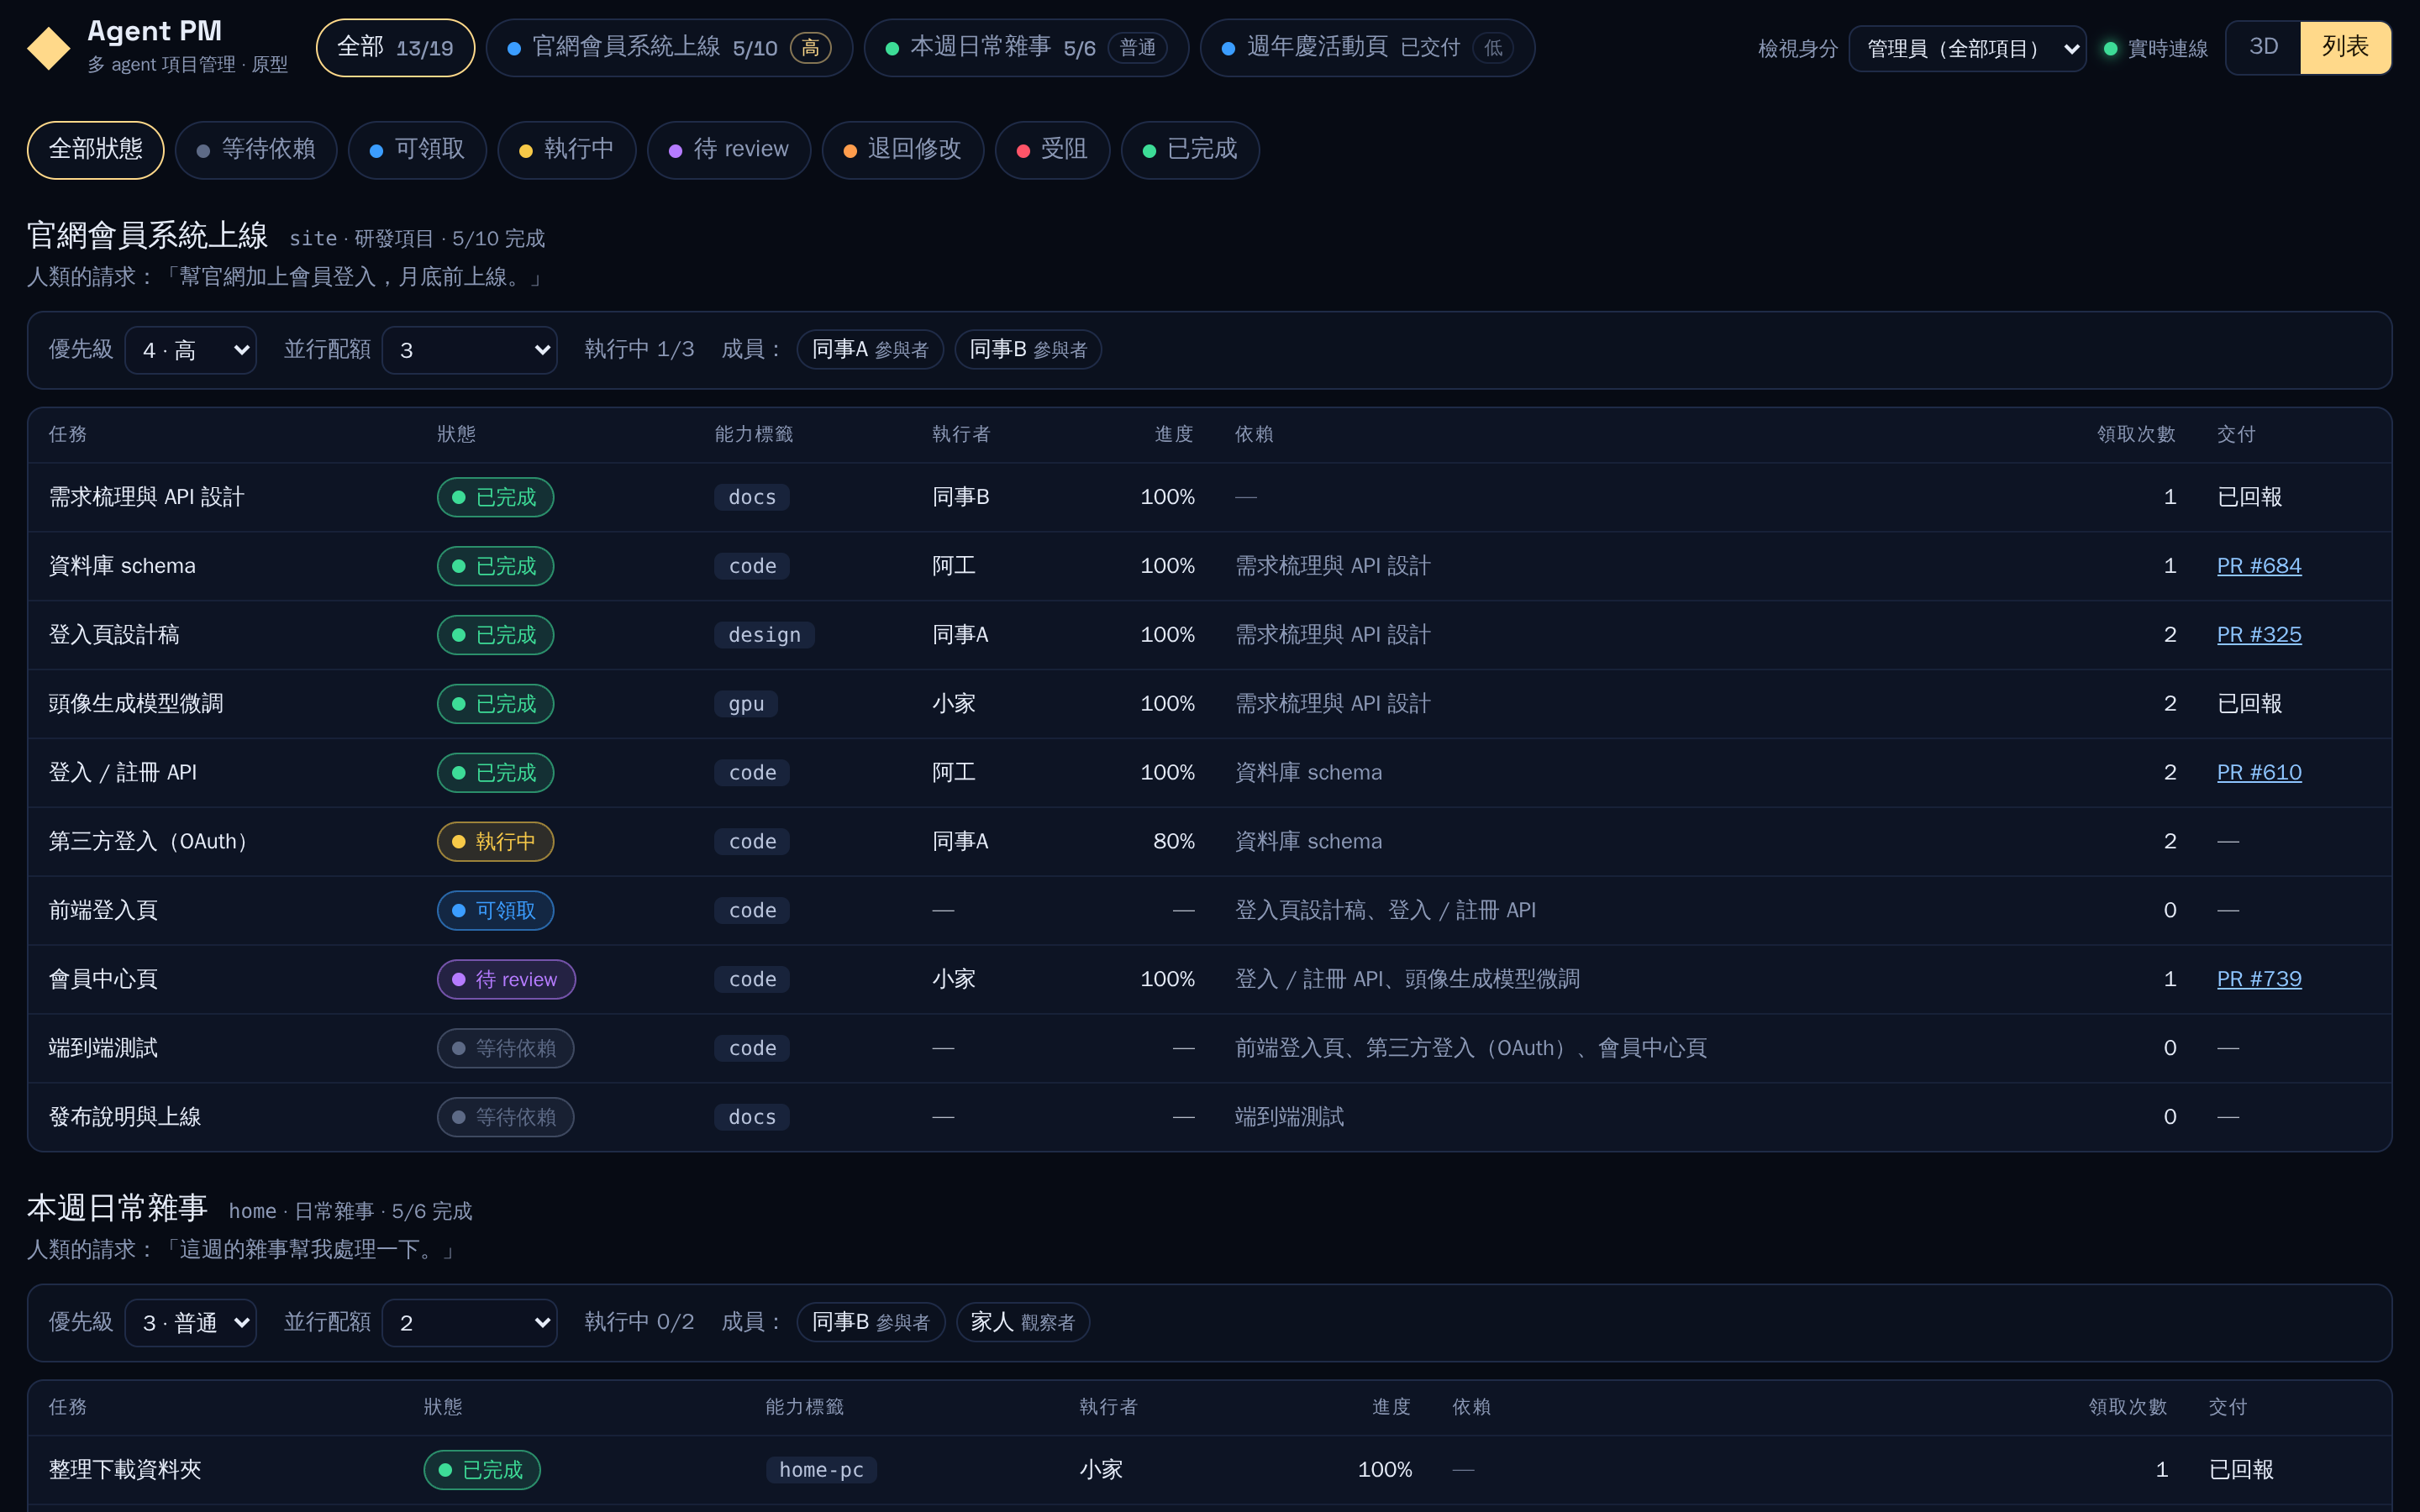 Agent PM
多 agent 項目管理 · 原型
全部 13/19
官網會員系統上線 5/10 高
本週日常雜事 5/6 普通
週年慶活動頁 已交付 低
檢視身分 管理員（全部項目）
實時連線
3D 列表
全部狀態 等待依賴 可領取 執行中 待 review 退回修改 受阻 已完成
官網會員系統上線 site · 研發項目 · 5/10 完成
人類的請求：「幫官網加上會員登入，月底前上線。」
優先級 4 · 高 並行配額 3 執行中 1/3 成員： 同事A 參與者 同事B 參與者
任務 狀態 能力標籤 執行者 進度 依賴 領取次數 交付
需求梳理與 API 設計 已完成 docs 同事B 100% — 1 已回報
資料庫 schema 已完成 code 阿工 100% 需求梳理與 API 設計 1 PR #684
登入頁設計稿 已完成 design 同事A 100% 需求梳理與 API 設計 2 PR #325
頭像生成模型微調 已完成 gpu 小家 100% 需求梳理與 API 設計 2 已回報
登入 / 註冊 API 已完成 code 阿工 100% 資料庫 schema 2 PR #610
第三方登入（OAuth） 執行中 code 同事A 80% 資料庫 schema 2 —
前端登入頁 可領取 code — — 登入頁設計稿、登入 / 註冊 API 0 —
會員中心頁 待 review code 小家 100% 登入 / 註冊 API、頭像生成模型微調 1 PR #739
端到端測試 等待依賴 code — — 前端登入頁、第三方登入（OAuth）、會員中心頁 0 —
發布說明與上線 等待依賴 docs — — 端到端測試 0 —
本週日常雜事 home · 日常雜事 · 5/6 完成
人類的請求：「這週的雜事幫我處理一下。」
優先級 3 · 普通 並行配額 2 執行中 0/2 成員： 同事B 參與者 家人 觀察者
任務 狀態 能力標籤 執行者 進度 依賴 領取次數 交付
整理下載資料夾 已完成 home-pc 小家 100% — 1 已回報